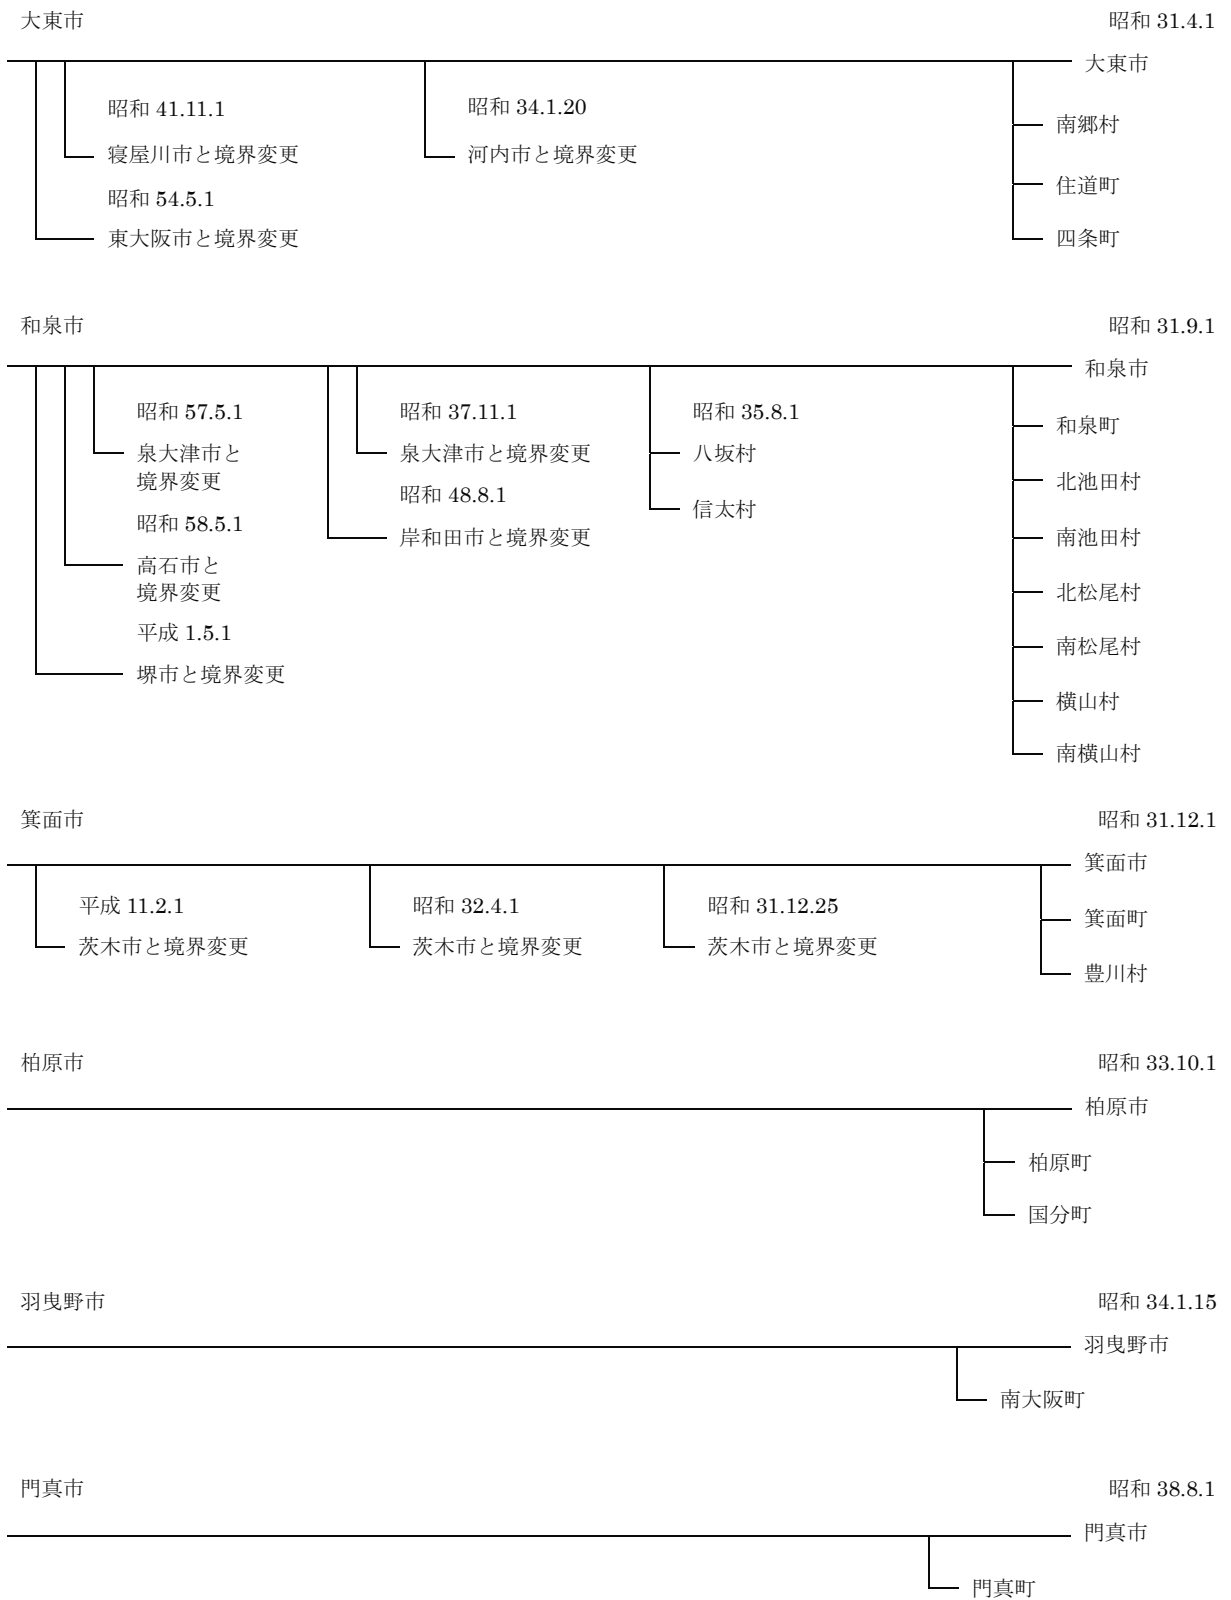 大東市
昭和 31.4.1
大東市
昭和 41.11.1
寝屋川市と境界変更
昭和 54.5.1
東大阪市と境界変更
昭和 34.1.20
河内市と境界変更
南郷村
住道町
四条町
和泉市
昭和 31.9.1
和泉市
昭和 57.5.1
泉大津市と
境界変更
昭和 58.5.1
高石市と
境界変更
平成 1.5.1
堺市と境界変更
昭和 37.11.1
泉大津市と境界変更
昭和 48.8.1
岸和田市と境界変更
昭和 35.8.1
八坂村
信太村
和泉町
北池田村
南池田村
北松尾村
南松尾村
横山村
南横山村
箕面市
昭和 31.12.1
箕面市
平成 11.2.1
茨木市と境界変更
昭和 32.4.1
茨木市と境界変更
昭和 31.12.25
茨木市と境界変更
箕面町
豊川村
柏原市
昭和 33.10.1
柏原市
柏原町
国分町
羽曳野市
昭和 34.1.15
羽曳野市
南大阪町
門真市
昭和 38.8.1
門真市
門真町